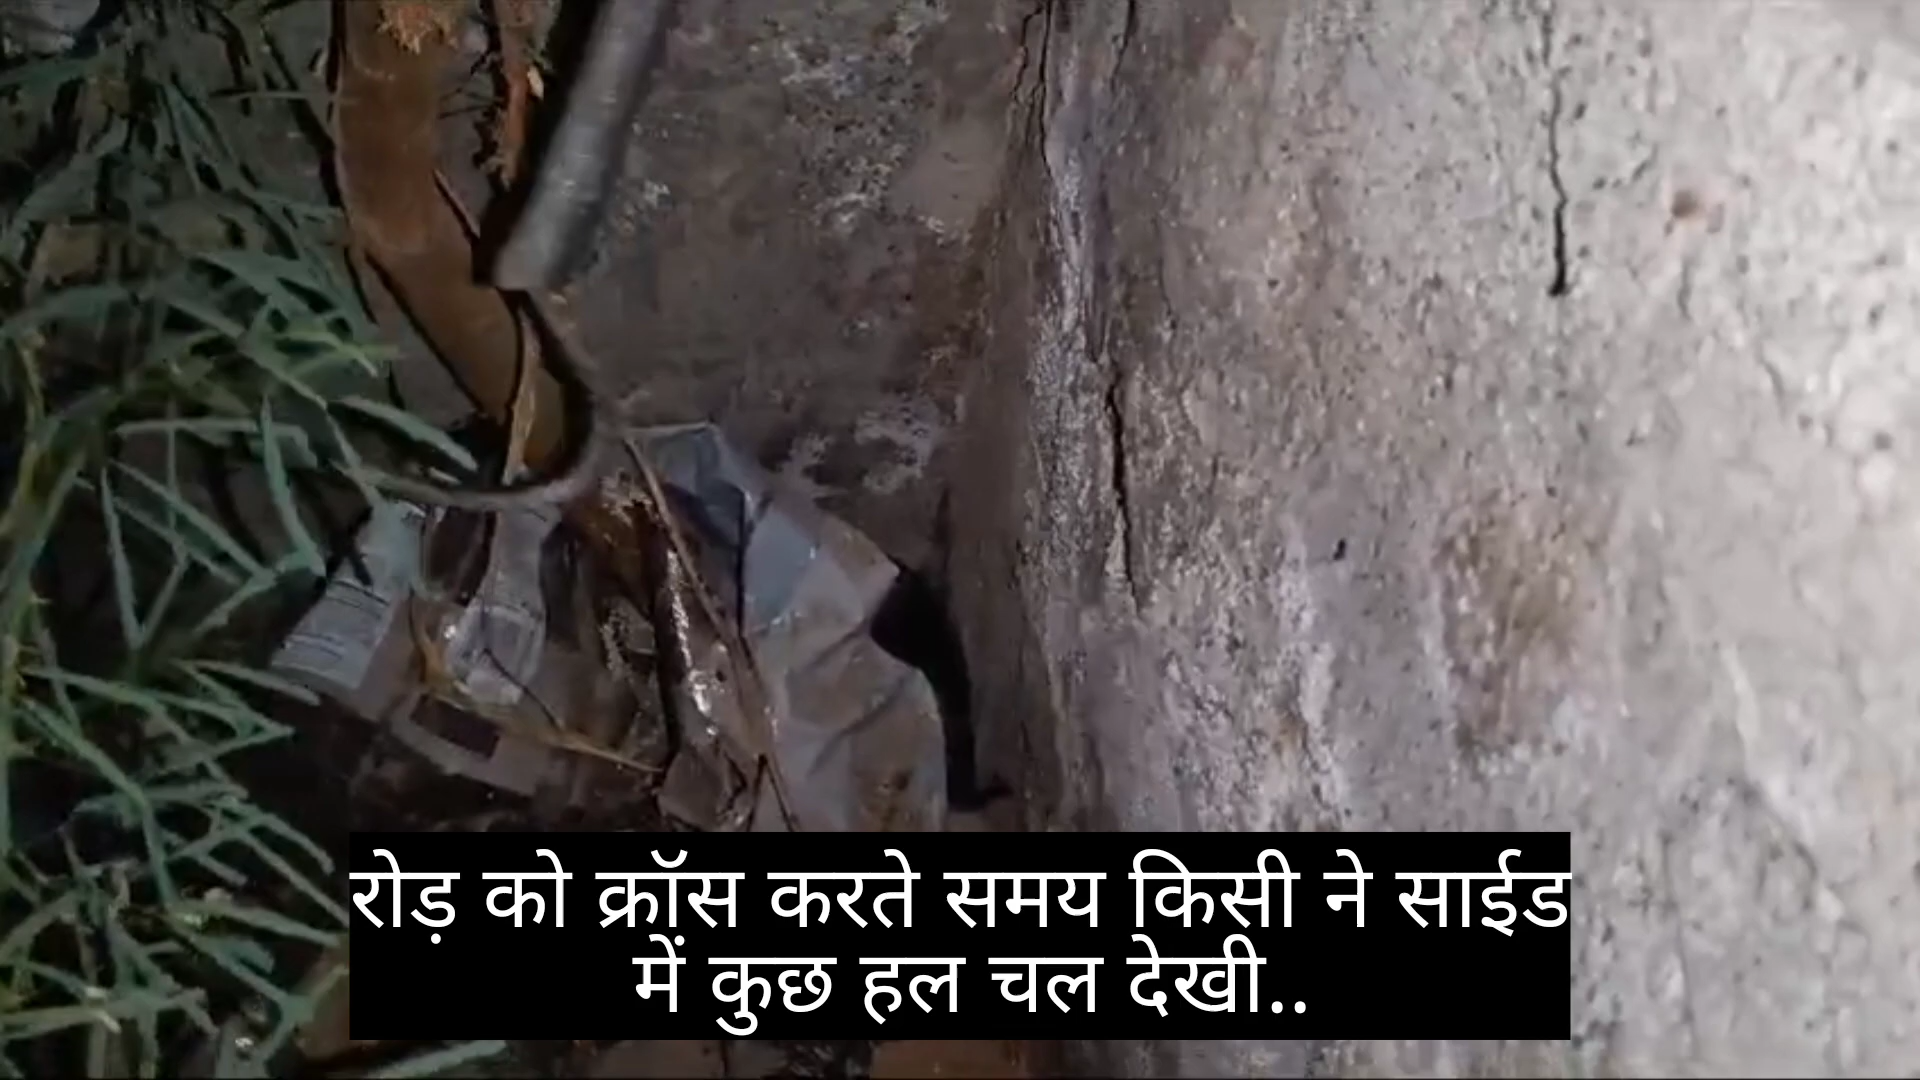 रोड़ को क्रॉस करते समय किसी ने साईड
में कुछ हल चल देखी..